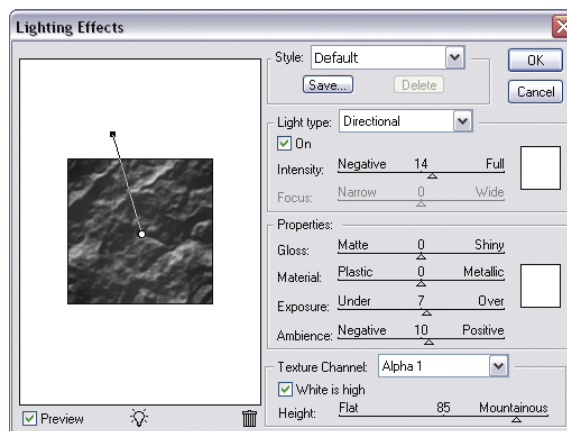 Lighting Effects
Style: Default
OK
Save... Delete
Cancel
Light type: Directional
On
Intensity: Negative 14 Full
Focus: Narrow 0 Wide
Properties:
Gloss: Matte 0 Shiny
Material: Plastic 0 Metallic
Exposure: Under 7 Over
Ambience: Negative 10 Positive
Texture Channel: Alpha 1
White is high
Height: Flat 85 Mountainous
Preview